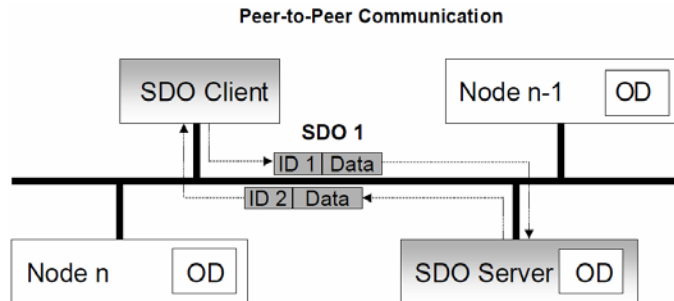 Peer-to-Peer Communication
SDO Client
Node n-1 OD
SDO 1
ID 1 Data
ID 2 Data
Node n OD
SDO Server OD